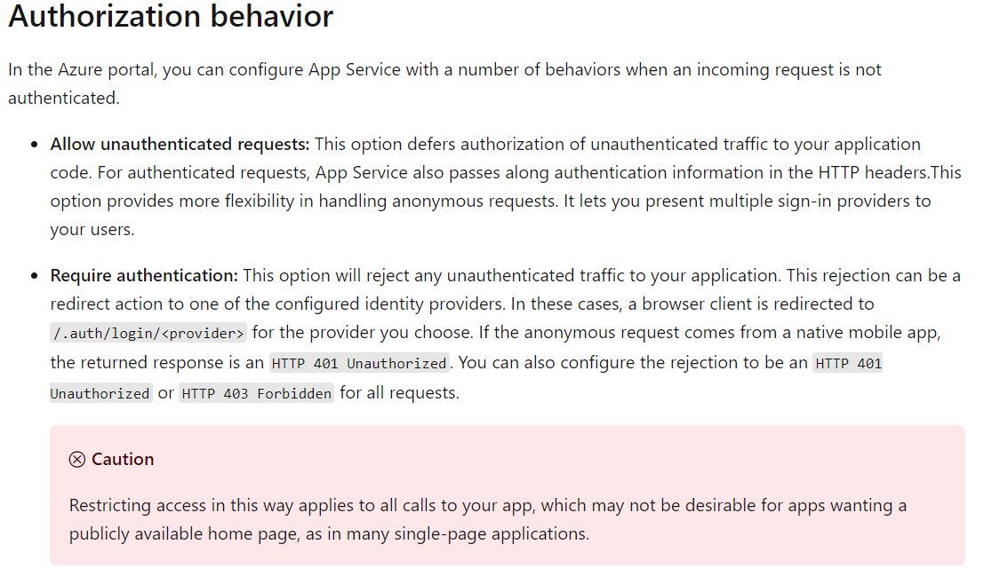 Authorization behavior
In the Azure portal, you can configure App Service with a number of behaviors when an incoming request is not
authenticated.
• Allow unauthenticated requests: This option defers authorization of unauthenticated traffic to your application
code. For authenticated requests, App Service also passes along authentication information in the HTTP headers.This
option provides more flexibility in handling anonymous requests. It lets you present multiple sign-in providers to
your users.
• Require authentication: This option will reject any unauthenticated traffic to your application. This rejection can be a
redirect action to one of the configured identity providers. In these cases, a browser client is redirected to
/.auth/login/<provider> for the provider you choose. If the anonymous request comes from a native mobile app,
the returned response is an HTTP 401 Unauthorized. You can also configure the rejection to be an HTTP 401
Unauthorized or HTTP 403 Forbidden for all requests.
Caution
Restricting access in this way applies to all calls to your app, which may not be desirable for apps wanting a
publicly available home page, as in many single-page applications.